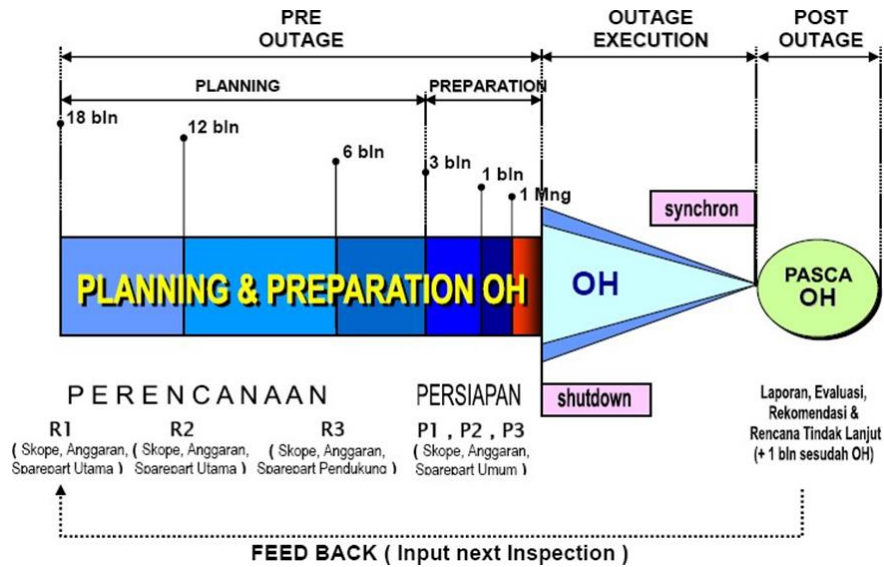 PRE
OUTAGE
OUTAGE
EXECUTION
POST
OUTAGE
PLANNING
PREPARATION
18 bln
12 bln
6 bln
3 bln
1 bln
1 Mng
synchron
PLANNING & PREPARATION OH
OH
PASCA
OH
shutdown
PERENCANAAN
PERSIAPAN
R1
( Skope, Anggaran,
Sparepart Utama )
R2
( Skope, Anggaran,
Sparepart Utama )
R3
( Skope, Anggaran,
Sparepart Pendukung )
P1 , P2 , P3
( Skope, Anggaran,
Sparepart Umum )
Laporan, Evaluasi,
Rekomendasi &
Rencana Tindak Lanjut
(+ 1 bln sesudah OH)
FEED BACK ( Input next Inspection )